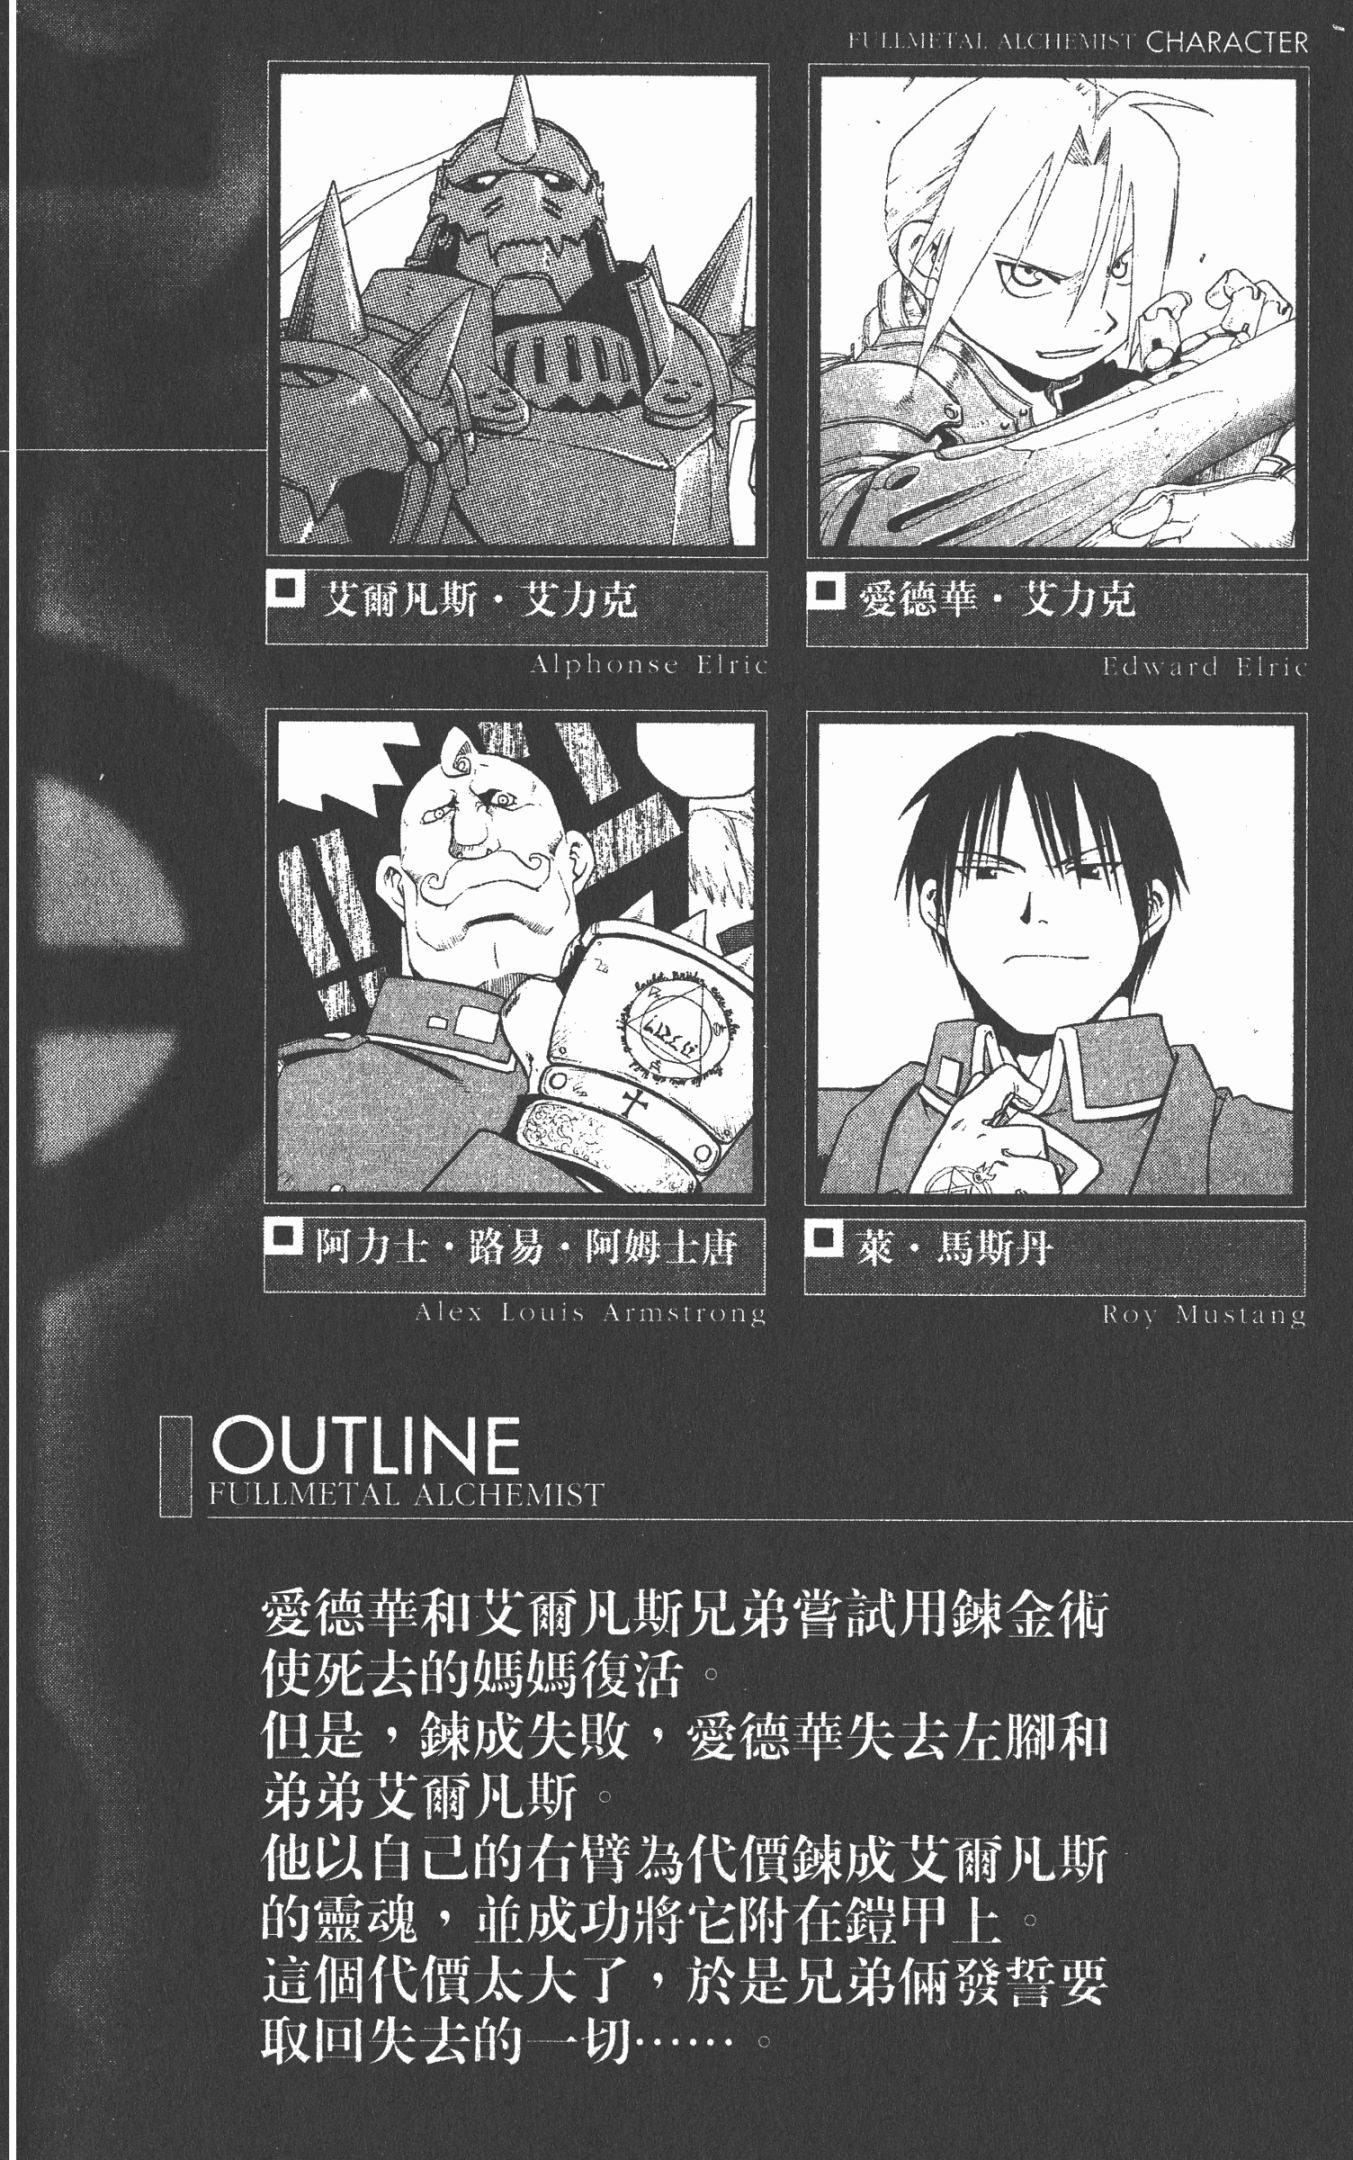 FULLMETAL ALCHEMIST CHARACTER
艾爾凡斯・艾力克
Alphonse Elric
愛德華・艾力克
Edward Elric
阿力士・路易・阿姆士唐
Alex Louis Armstrong
萊・馬斯丹
Roy Mustang
OUTLINE
FULLMETAL ALCHEMIST
愛德華和艾爾凡斯兄弟嘗試用鍊金術
使死去的媽媽復活。
但是，鍊成失敗，愛德華失去左腳和
弟弟艾爾凡斯。
他以自己的右臂為代價鍊成艾爾凡斯
的靈魂，並成功將它附在鎧甲上。
這個代價太大了，於是兄弟倆發誓要
取回失去的一切……。